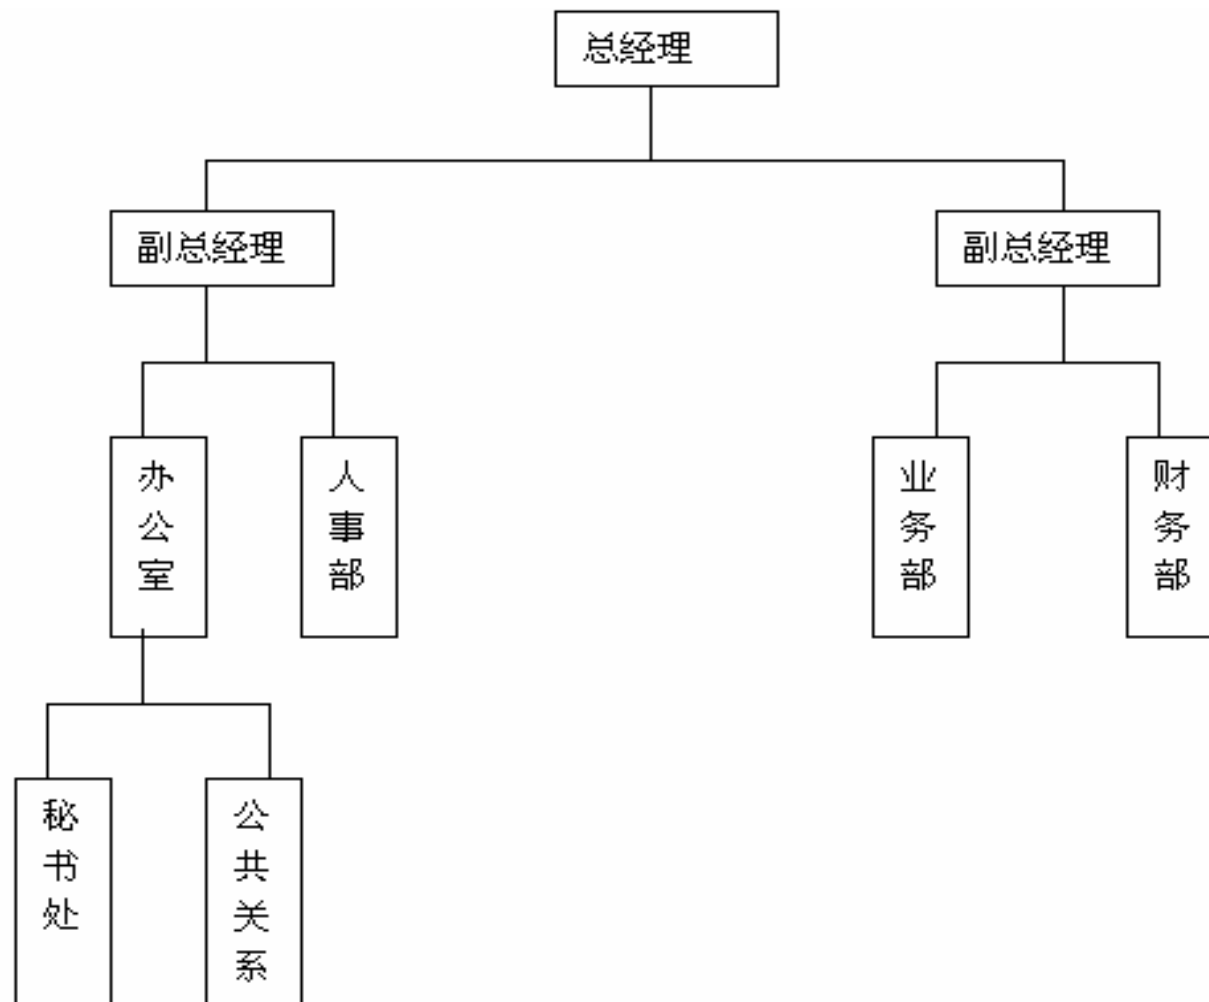 总经理
副总经理
副总经理
办公室
人事部
业务部
财务部
秘书处
公共关系